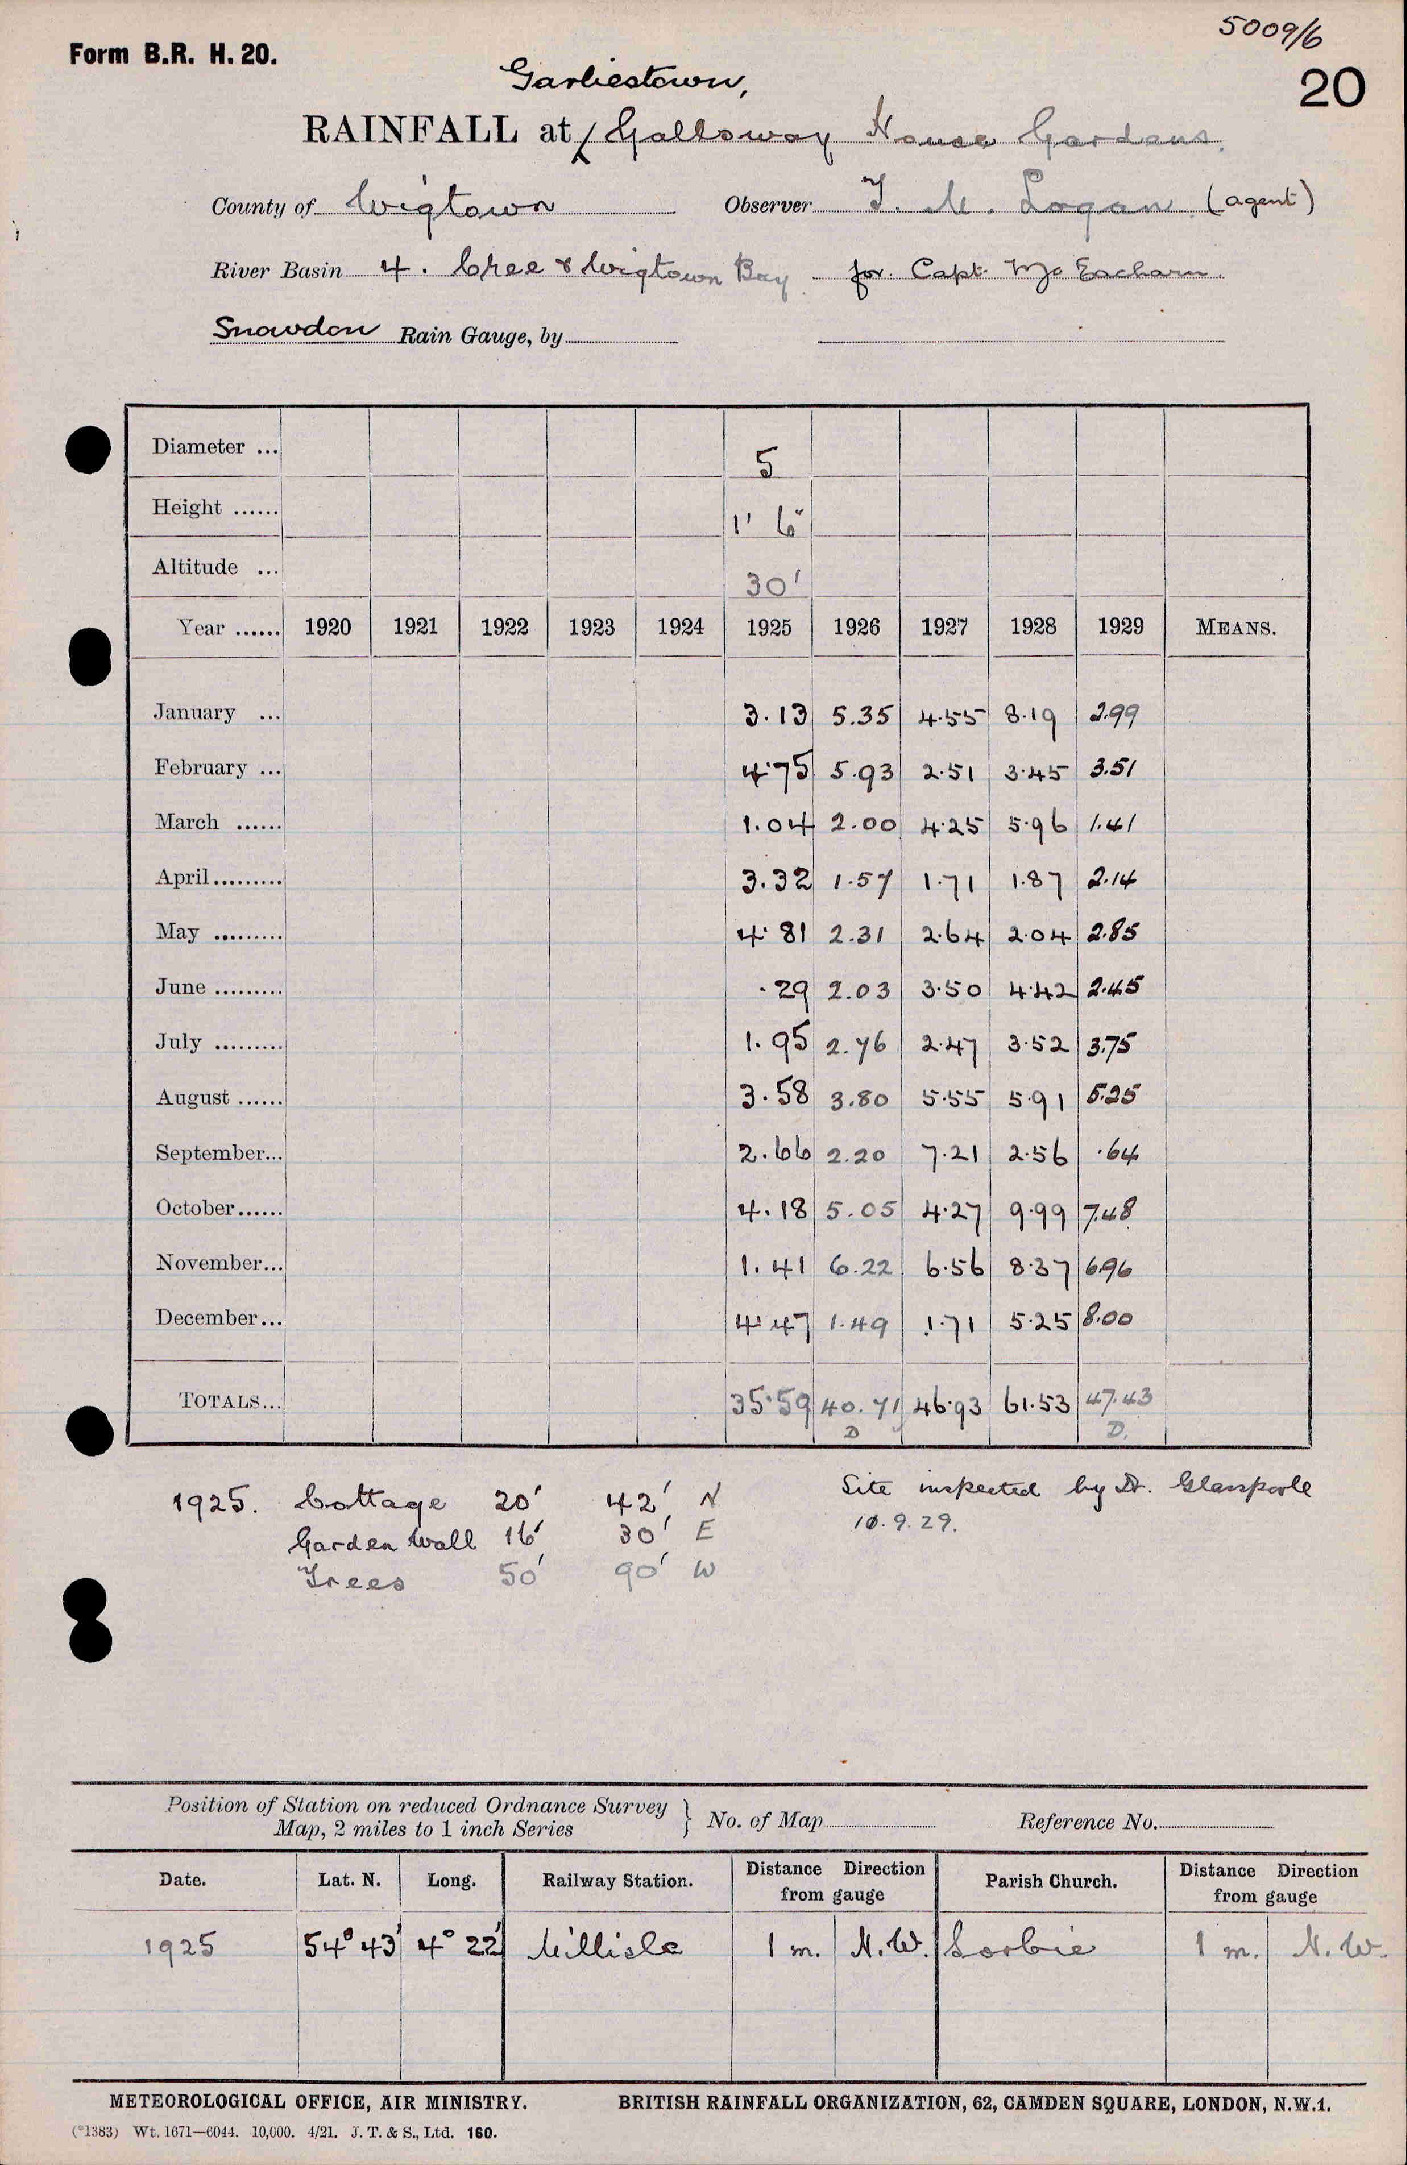 5009/6
Form B.R. H. 20.
20
Garliestown,
RAINFALL at Galloway House Gardens.
County of Wigtown Observer T. M. Logan (agent)
River Basin 4. Cree & Wigtown Bay for Capt. McEacharn
Snowdon Rain Gauge, by
Diameter ... 5
Height ...... 1' 6"
Altitude ... 30'
Year ...... 1920 1921 1922 1923 1924 1925 1926 1927 1928 1929 MEANS.
January ... 3.13 5.35 4.55 8.19 2.99
February ... 4.75 5.93 2.51 3.45 3.51
March ...... 1.04 2.00 4.25 5.96 1.41
April......... 3.32 1.57 1.71 1.87 2.14
May ......... 4.81 2.31 2.64 2.04 2.85
June ......... .29 2.03 3.50 4.42 2.45
July ......... 1.95 2.76 2.47 3.52 3.75
August ...... 3.58 3.80 5.55 5.91 5.25
September... 2.66 2.20 7.21 2.56 .64
October...... 4.18 5.05 4.27 9.99 7.48
November... 1.41 6.22 6.56 8.37 6.96
December... 4.47 1.49 1.71 5.25 8.00
TOTALS... 35.59 40.71 46.93 61.53 47.43
D D.
1925. Cottage 20' 42' N
Garden Wall 16' 30' E
Trees 50' 90' W
Site inspected by Dr. Glasspoole
10.9.29.
Position of Station on reduced Ordnance Survey
Map, 2 miles to 1 inch Series } No. of Map Reference No.
Date. Lat. N. Long. Railway Station. Distance Direction from gauge Parish Church. Distance Direction from gauge
1925 54° 43' 4° 22' Millisle 1 m. N.W. Sorbie 1 m. N.W.
METEOROLOGICAL OFFICE, AIR MINISTRY. BRITISH RAINFALL ORGANIZATION, 62, CAMDEN SQUARE, LONDON, N.W.1.
(*1383) Wt. 1671—6044. 10,000. 4/21. J. T. & S., Ltd. 160.